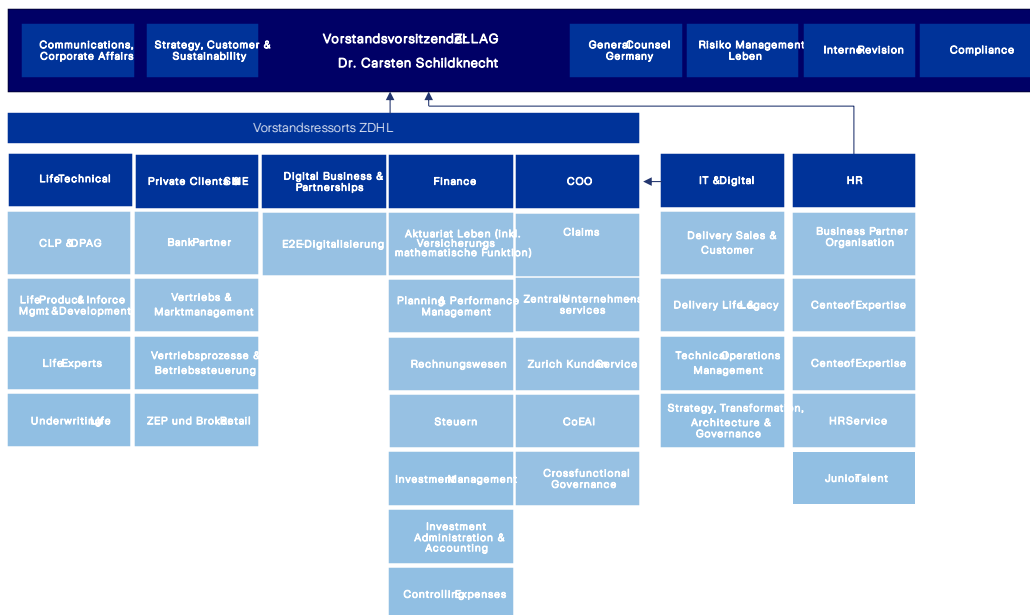 Communications,
Corporate Affairs
Strategy, Customer &
Sustainability
Vorstandsvorsitzender ZLLAG
Dr. Carsten Schildknecht
General Counsel
Germany
Risiko Management
Leben
Interne Revision
Compliance
Vorstandsressorts ZDHL
Life Technical
Private Clients & SME
Digital Business &
Partnerships
Finance
COO
IT & Digital
HR
CLP & DPAG
Life Product & Inforce
Mgmt & Development
Life Experts
Underwriting Life
Bank Partner
Vertriebs &
Marktmanagement
Vertriebsprozesse &
Betriebssteuerung
ZEP und Broker Retail
E2E-Digitalisierung
Aktuariat Leben (inkl.
Versicherungs
mathematische Funktion)
Planning & Performance
Management
Rechnungswesen
Steuern
Investment Management
Investment
Administration &
Accounting
Controlling Expenses
Claims
Zentrale Unternehmens-
services
Zurich Kunden Service
CoE AI
Crossfunctional
Governance
Delivery Sales &
Customer
Delivery Life & Legacy
Technical Operations
Management
Strategy, Transformation,
Architecture &
Governance
Business Partner
Organisation
Center of Expertise
Center of Expertise
HR Service
Junior Talent